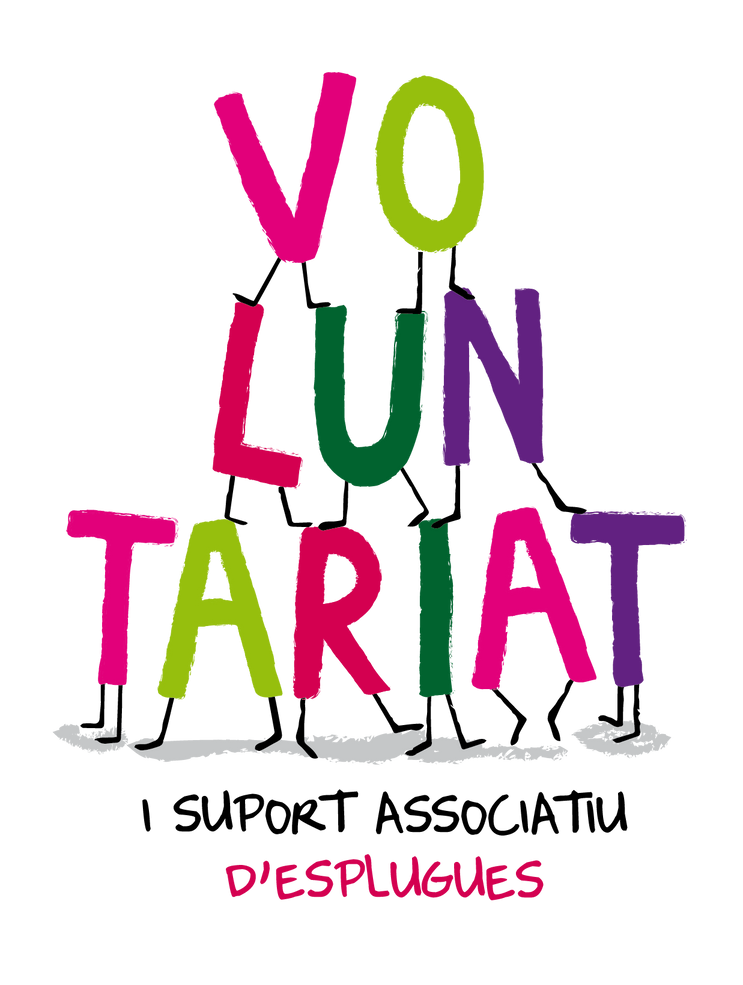 VO
LUN
TARIAT
I SUPORT ASSOCIATIU
D'ESPLUGUES